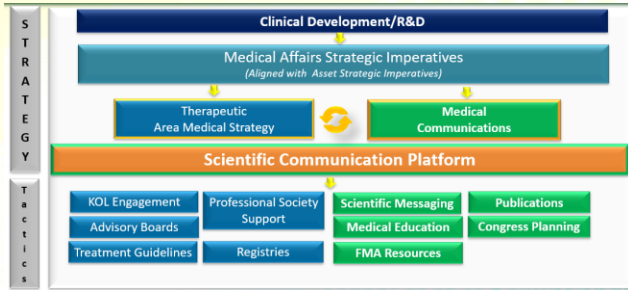 STRATEGY
Clinical Development/R&D
Medical Affairs Strategic Imperatives
(Aligned with Asset Strategic Imperatives)
Therapeutic
Area Medical Strategy
Medical
Communications
Scientific Communication Platform
Tactics
KOL Engagement
Professional Society
Support
Scientific Messaging
Publications
Advisory Boards
Medical Education
Congress Planning
Treatment Guidelines
Registries
FMA Resources